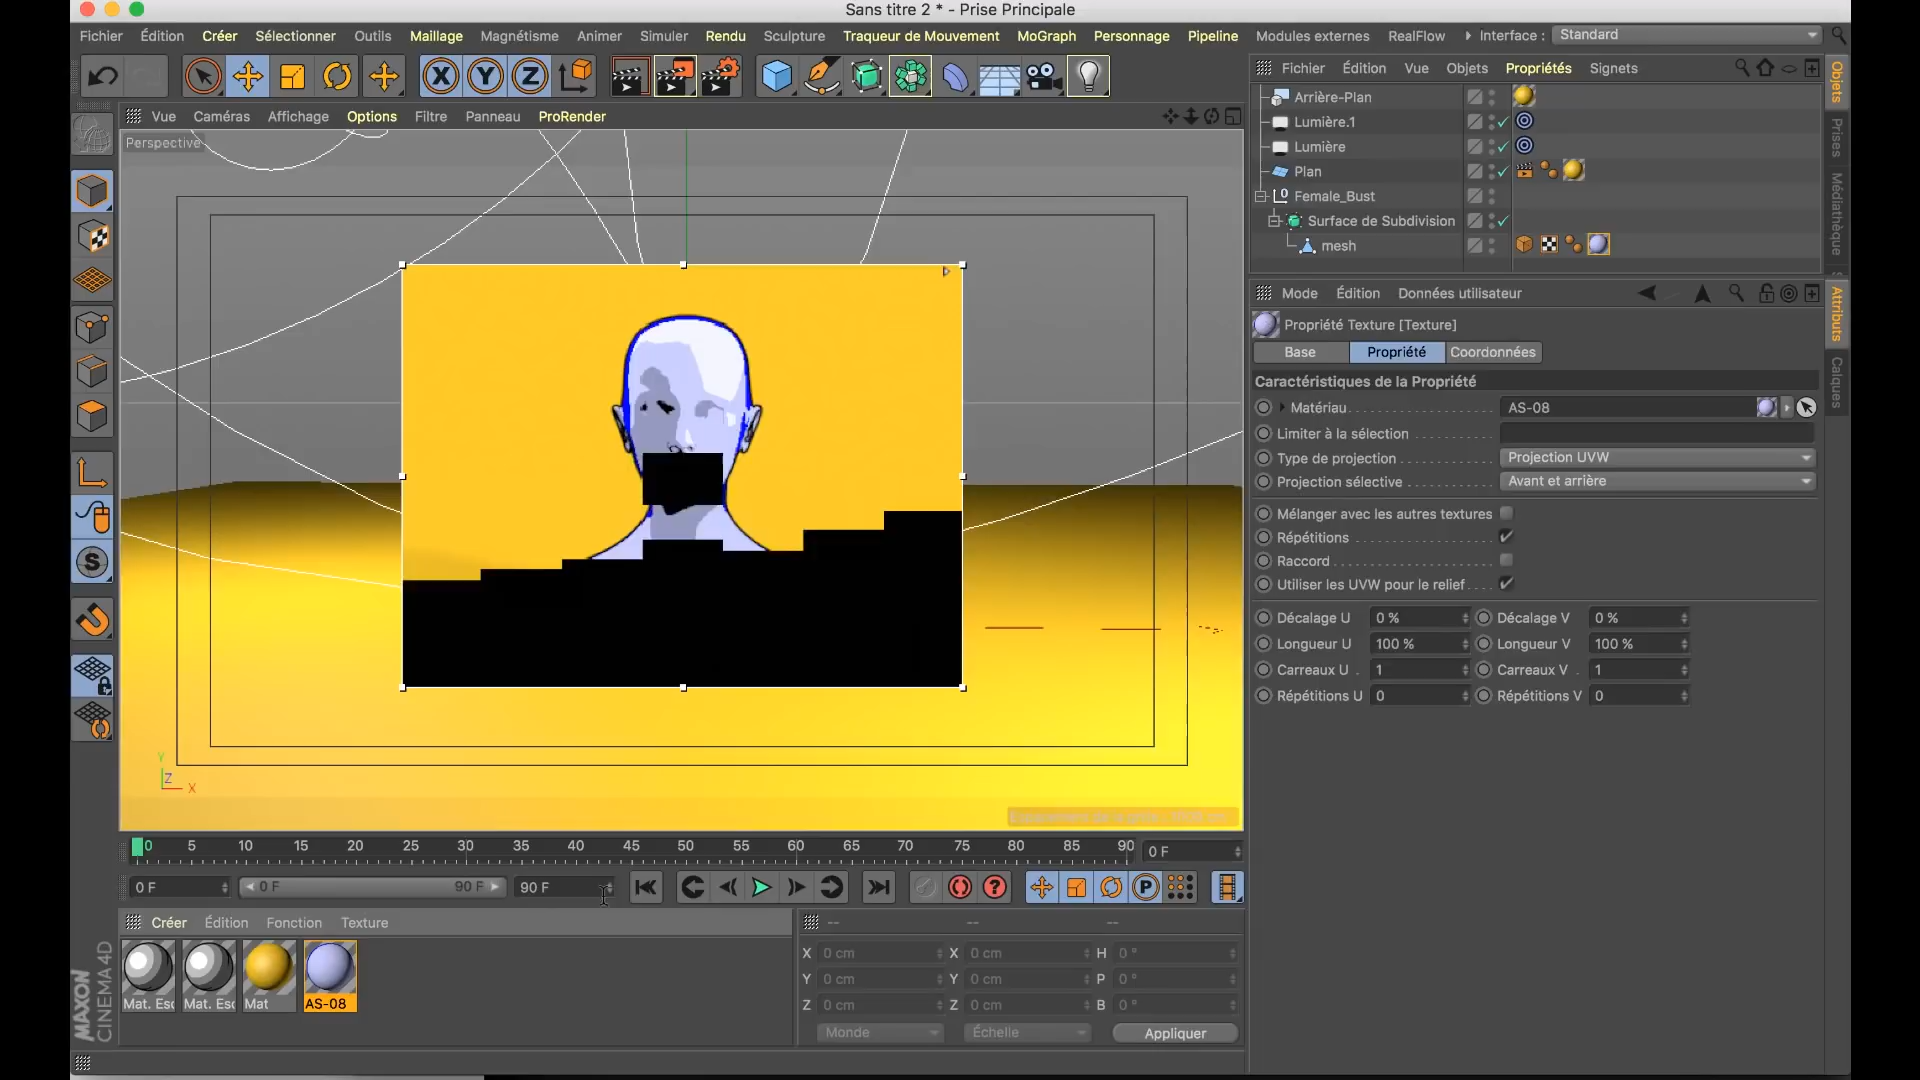 Sans titre 2 * - Prise Principale
Fichier Édition Créer Sélectionner Outils Maillage Magnétisme Animer Simuler Rendu Sculpture Traqueur de Mouvement MoGraph Personnage Pipeline Modules externes RealFlow Interface : Standard
X Y Z
Fichier Édition Vue Objets Propriétés Signets
Objets
Prises
Médiathèque
Arrière-Plan
Lumière.1
Lumière
Plan
Female_Bust
Surface de Subdivision
mesh
Vue Caméras Affichage Options Filtre Panneau ProRender
Perspective
Y
Z
X
Mode Édition Données utilisateur
Attributs
Calques
Propriété Texture [Texture]
Base Propriété Coordonnées
Caractéristiques de la Propriété
Matériau AS-08
Limiter à la sélection
Type de projection Projection UVW
Projection sélective Avant et arrière
Mélanger avec les autres textures
Répétitions
Raccord
Utiliser les UVW pour le relief
Décalage U 0 % Décalage V 0 %
Longueur U 100 % Longueur V 100 %
Carreaux U 1 Carreaux V 1
Répétitions U 0 Répétitions V 0
0 5 10 15 20 25 30 35 40 45 50 55 60 65 70 75 80 85 90 0 F
0 F 0 F 90 F 90 F
Créer Édition Fonction Texture
Mat. Esc Mat. Esc Mat AS-08
MAXON
CINEMA 4D
-- -- --
X 0 cm X 0 cm H 0 °
Y 0 cm Y 0 cm P 0 °
Z 0 cm Z 0 cm B 0 °
Monde Échelle Appliquer